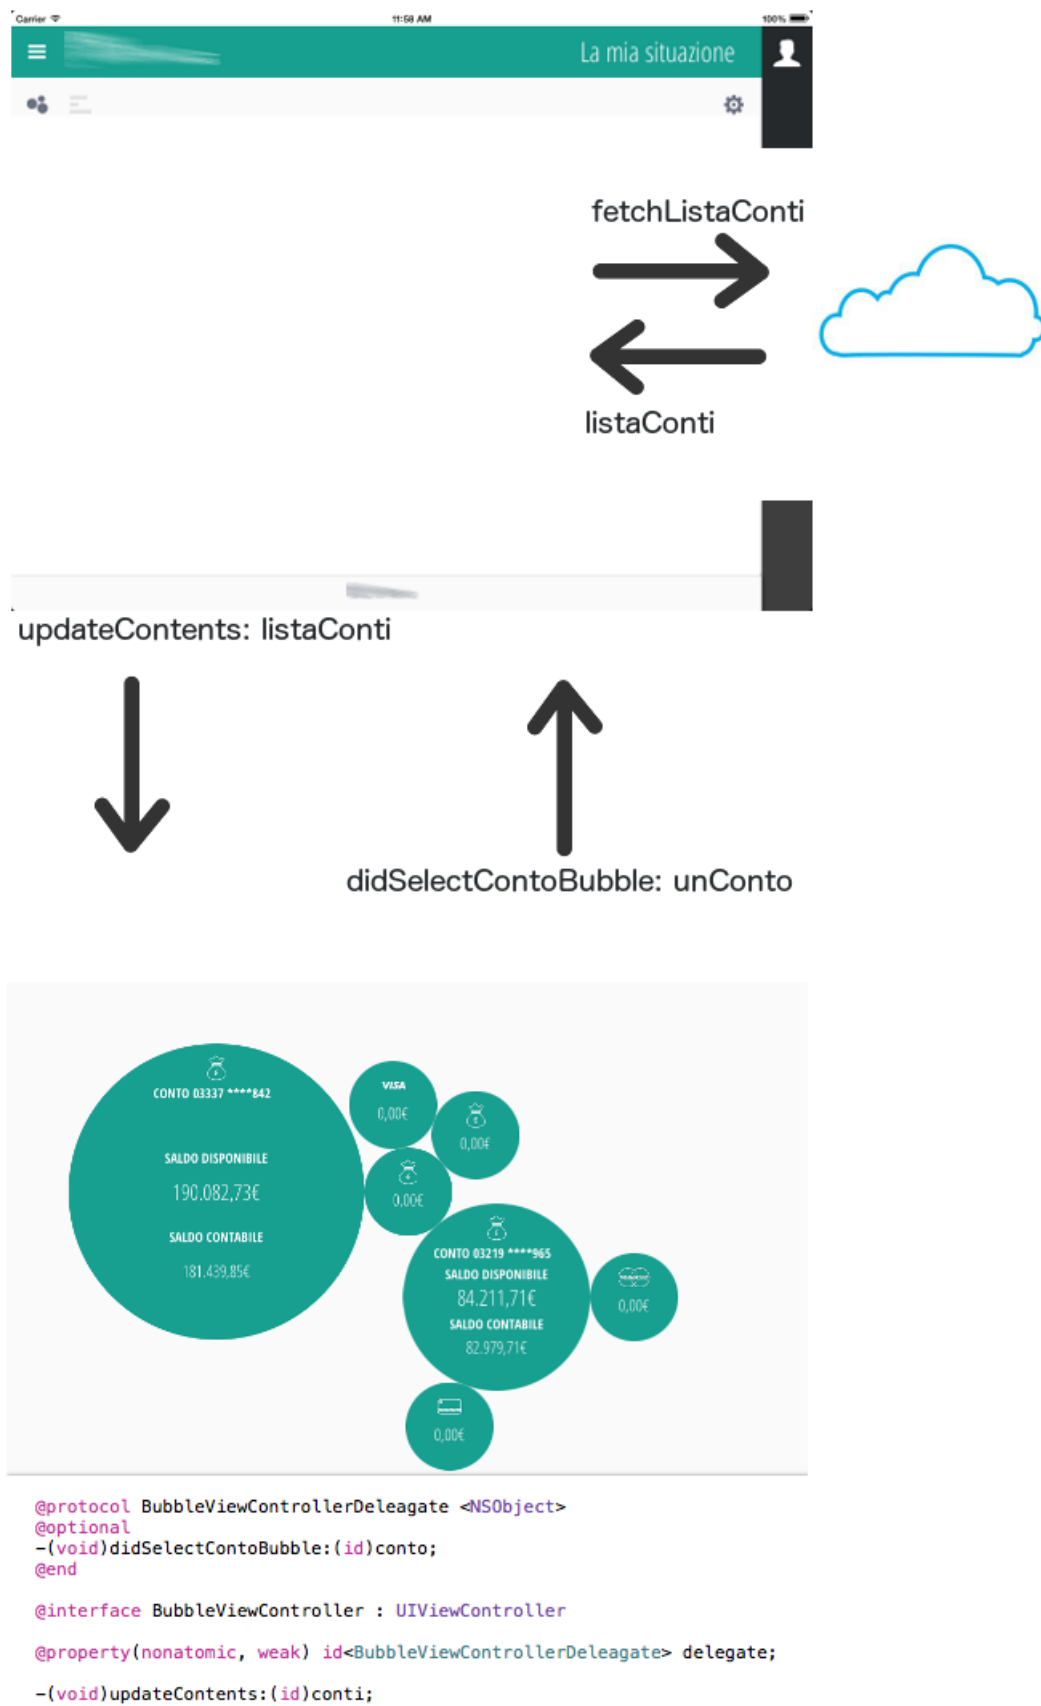 Carrier 11:58 AM 100%
La mia situazione
fetchListaConti
listaConti
updateContents: listaConti
didSelectContoBubble: unConto
CONTO 03337 ****842
SALDO DISPONIBILE
190.082,73€
SALDO CONTABILE
181.439,85€
VISA
0,00€
0,00€
0,00€
CONTO 03219 ****965
SALDO DISPONIBILE
84.211,71€
SALDO CONTABILE
82.979,71€
0,00€
0,00€
@protocol BubbleViewControllerDeleagate <NSObject>
@optional
-(void)didSelectContoBubble:(id)conto;
@end
@interface BubbleViewController : UIViewController
@property(nonatomic, weak) id<BubbleViewControllerDeleagate> delegate;
-(void)updateContents:(id)conti;